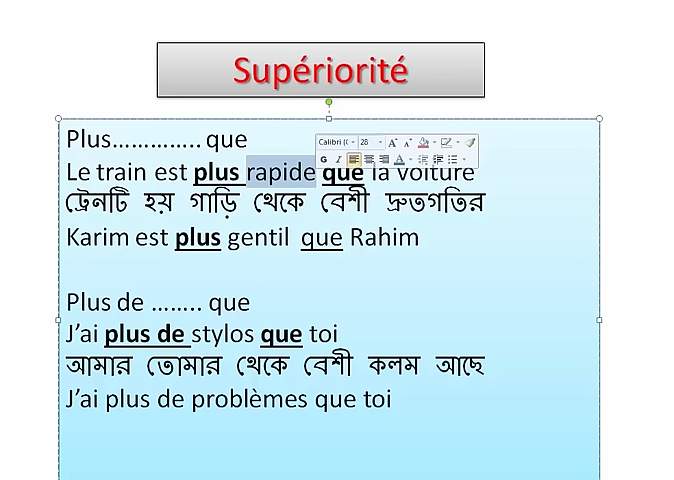 Supériorité
Plus………….. que
Calibri (C 28
Le train est plus rapide que la voiture
ট্রেনটি হয় গাড়ি থেকে বেশী দ্রুতগতির
Karim est plus gentil que Rahim
Plus de …….. que
J’ai plus de stylos que toi
আমার তোমার থেকে বেশী কলম আছে
J’ai plus de problèmes que toi